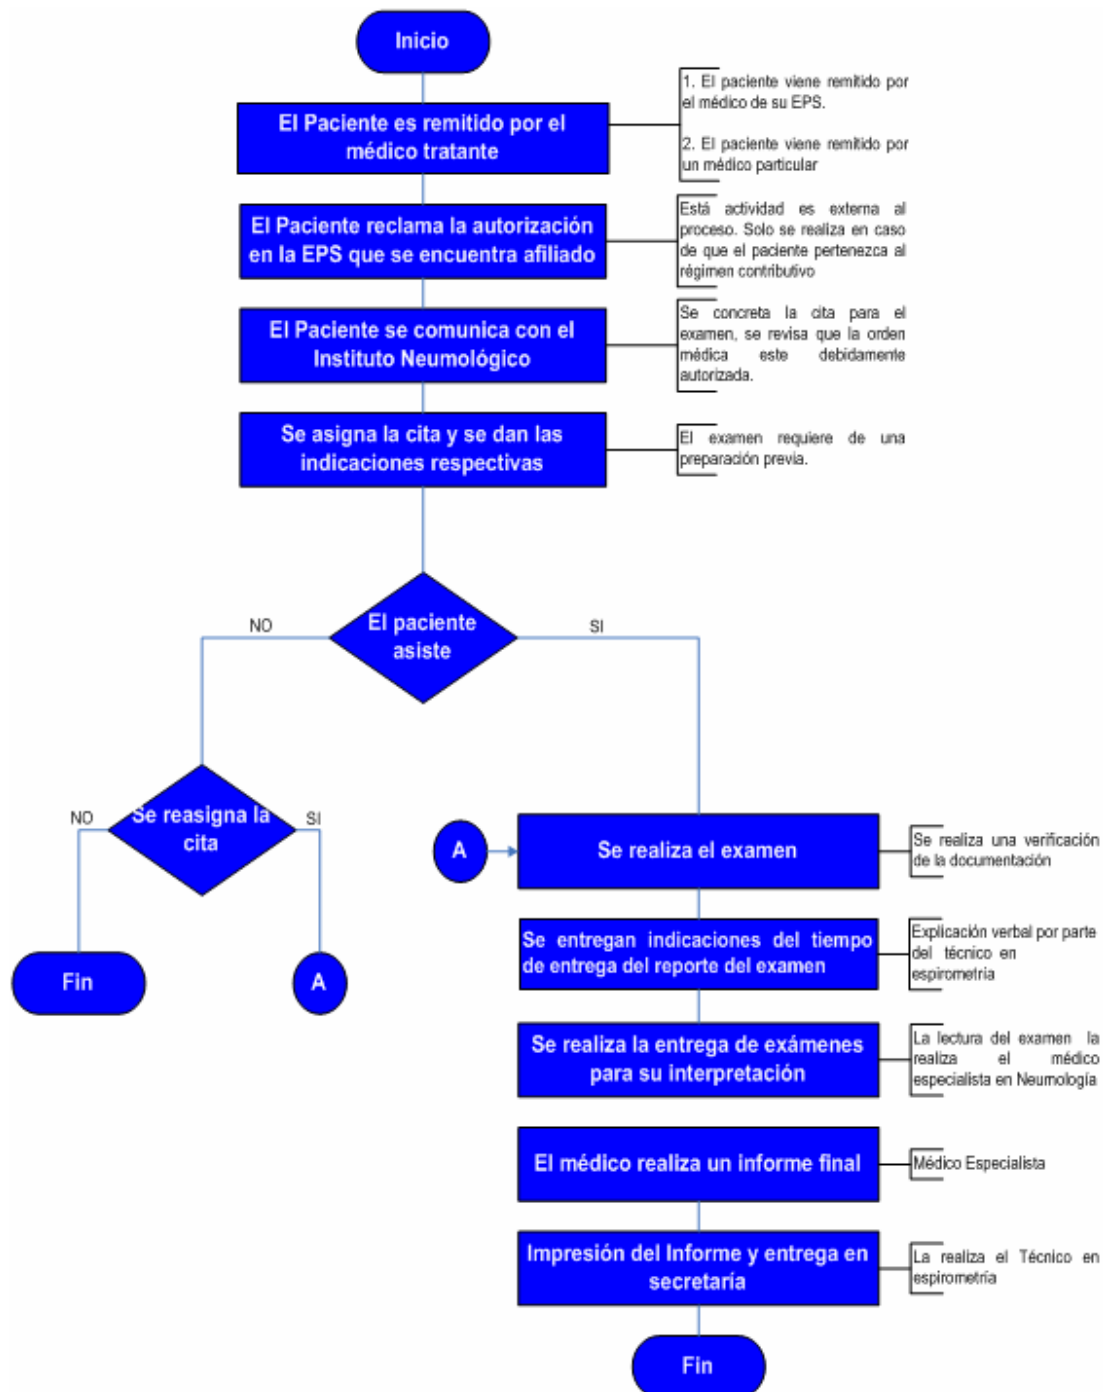 Inicio
El Paciente es remitido por el
médico tratante
1. El paciente viene remitido por
el médico de su EPS.
2. El paciente viene remitido por
un médico particular
El Paciente reclama la autorización
en la EPS que se encuentra afiliado
Está actividad es externa al
proceso. Solo se realiza en caso
de que el paciente pertenezca al
régimen contributivo
El Paciente se comunica con el
Instituto Neumológico
Se concreta la cita para el
examen, se revisa que la orden
médica este debidamente
autorizada.
Se asigna la cita y se dan las
indicaciones respectivas
El examen requiere de una
preparación previa.
El paciente
asiste
NO
SI
Se reasigna la
cita
NO
SI
Fin
A
A
Se realiza el examen
Se realiza una verificación
de la documentación
Se entregan indicaciones del tiempo
de entrega del reporte del examen
Explicación verbal por parte
del técnico en
espirometría
Se realiza la entrega de exámenes
para su interpretación
La lectura del examen la
realiza el médico
especialista en Neumología
El médico realiza un informe final
Médico Especialista
Impresión del Informe y entrega en
secretaría
La realiza el Técnico en
espirometría
Fin